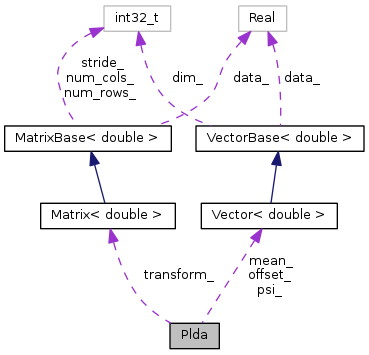 int32_t
Real
stride_
num_cols_
num_rows_
dim_
data_
data_
MatrixBase< double >
VectorBase< double >
Matrix< double >
Vector< double >
transform_
mean_
offset_
psi_
Plda